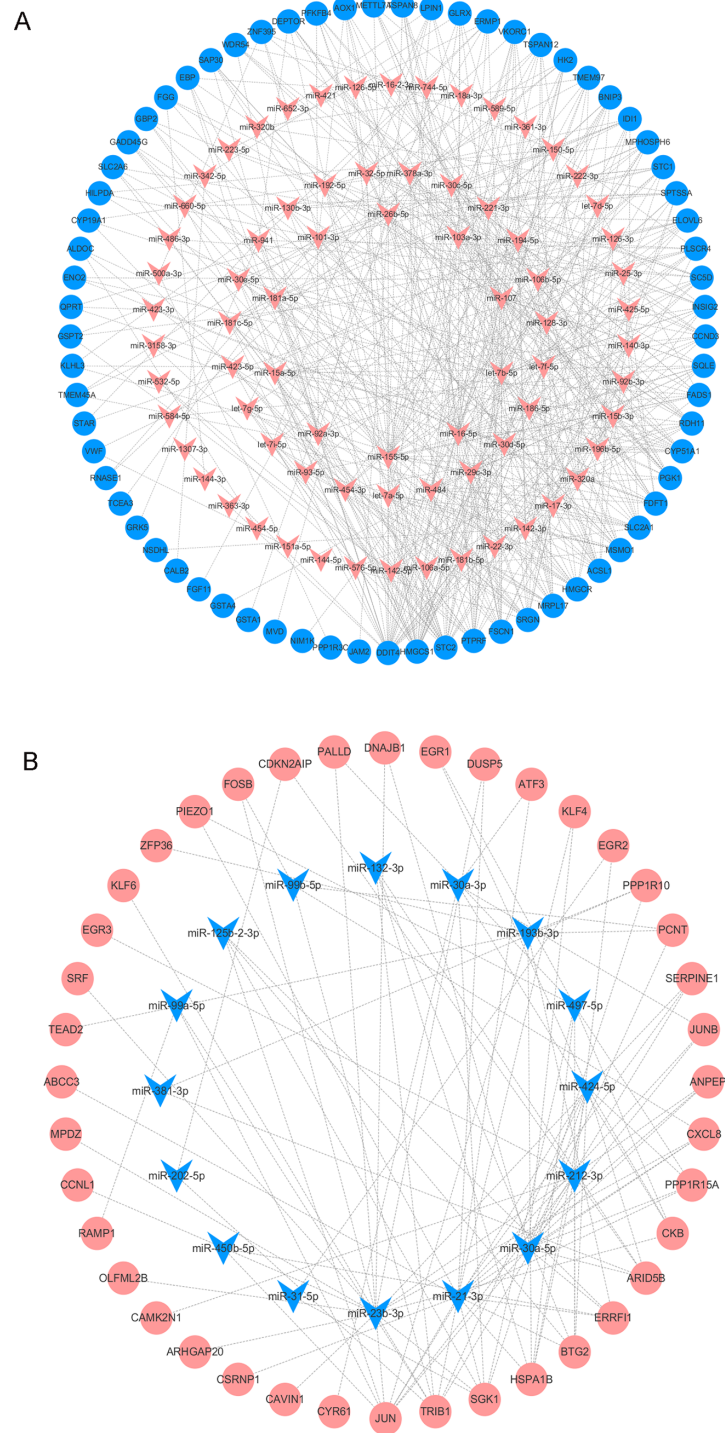 A
METTL7A
TSPAN8
AOX1
LPIN1
PFKFB4
OLRX
DEPTOR
ERMP1
ZNF395
VKORC1
WDR54
TSPAN12
SAP30
HK2
EBP
TMEM97
FGG
BNIP3
GBP2
IDI1
GADD45G
MPHOSPH6
SLC2A6
STC1
HILPDA
SPTSSA
CYP19A1
ELOVL6
ALDOC
PLSCR4
ENO2
SC5D
QPRT
INSIG2
GSPT2
CCND3
KLHL3
SQLE
TMEM45A
FADS1
STAR
RDH11
VWF
CYP51A1
RNASE1
PGK1
TCEA3
FDFT1
GRK5
SLC2A1
NSDHL
MSMO1
CALB2
ACSL1
FGF11
HMGCR
GSTA4
MRPL17
GSTA1
SRGN
MVD
FSCN1
NIM1K
PTPRF
PPP1R3C
STC2
JAM2
HMGCS1
DDIT4
miR-16-2-3p
miR-126-5p
miR-744-5p
miR-421
miR-18a-3p
miR-652-3p
miR-589-5p
miR-320b
miR-361-3p
miR-223-5p
miR-150-5p
miR-342-5p
miR-222-3p
miR-660-5p
let-7d-5p
miR-486-3p
miR-126-3p
miR-500a-3p
miR-25-3p
miR-423-3p
miR-425-5p
miR-3158-3p
miR-140-3p
miR-532-5p
miR-92b-3p
miR-584-5p
miR-15b-3p
miR-1307-3p
miR-196b-5p
miR-144-3p
miR-320a
miR-363-3p
miR-17-3p
miR-454-5p
miR-142-3p
miR-151a-5p
miR-22-3p
miR-144-5p
miR-181b-5p
miR-576-5p
miR-142-5p
miR-106a-5p
miR-32-5p
miR-378a-3p
miR-192-5p
miR-30c-5p
miR-130b-3p
miR-26b-5p
miR-221-3p
miR-941
miR-101-3p
miR-103a-3p
miR-194-5p
miR-30e-5p
miR-106b-5p
miR-181a-5p
miR-107
miR-181c-5p
miR-128-3p
miR-423-5p
miR-15a-5p
let-7b-5p
let-7f-5p
let-7g-5p
miR-186-5p
let-7i-5p
miR-92a-3p
miR-16-5p
miR-30d-5p
miR-93-5p
miR-155-5p
miR-29c-3p
miR-454-3p
let-7a-5p
miR-484
B
DNAJB1
PALLD
EGR1
CDKN2AIP
DUSP5
FOSB
ATF3
PIEZO1
KLF4
ZFP36
EGR2
KLF6
PPP1R10
EGR3
PCNT
SRF
SERPINE1
TEAD2
JUNB
ABCC3
ANPEP
MPDZ
CXCL8
CCNL1
PPP1R15A
RAMP1
CKB
OLFML2B
ARID5B
CAMK2N1
ERRFI1
ARHGAP20
BTG2
CSRNP1
HSPA1B
CAVIN1
SGK1
CYR61
TRIB1
JUN
miR-132-3p
miR-99b-5p
miR-30a-3p
miR-125b-2-3p
miR-193b-3p
miR-99a-5p
miR-497-5p
miR-381-3p
miR-424-5p
miR-202-5p
miR-212-3p
miR-450b-5p
miR-30a-5p
miR-31-5p
miR-21-3p
miR-23b-3p